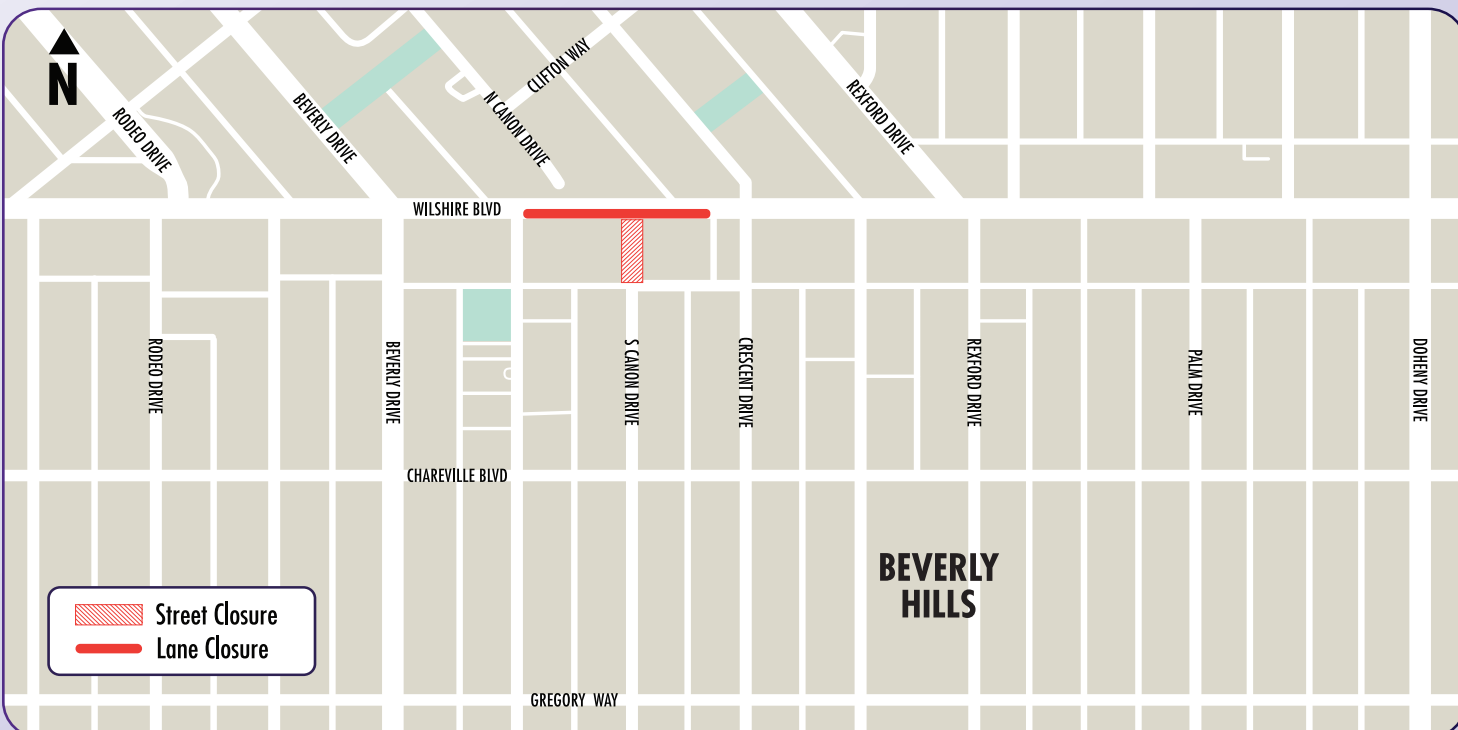 N
RODEO DRIVE
BEVERLY DRIVE
N CANON DRIVE
CLIFTON WAY
REXFORD DRIVE
WILSHIRE BLVD
RODEO DRIVE
BEVERLY DRIVE
S CANON DRIVE
CRESCENT DRIVE
REXFORD DRIVE
PALM DRIVE
DOHENY DRIVE
CHAREVILLE BLVD
BEVERLY
HILLS
Street Closure
Lane Closure
GREGORY WAY